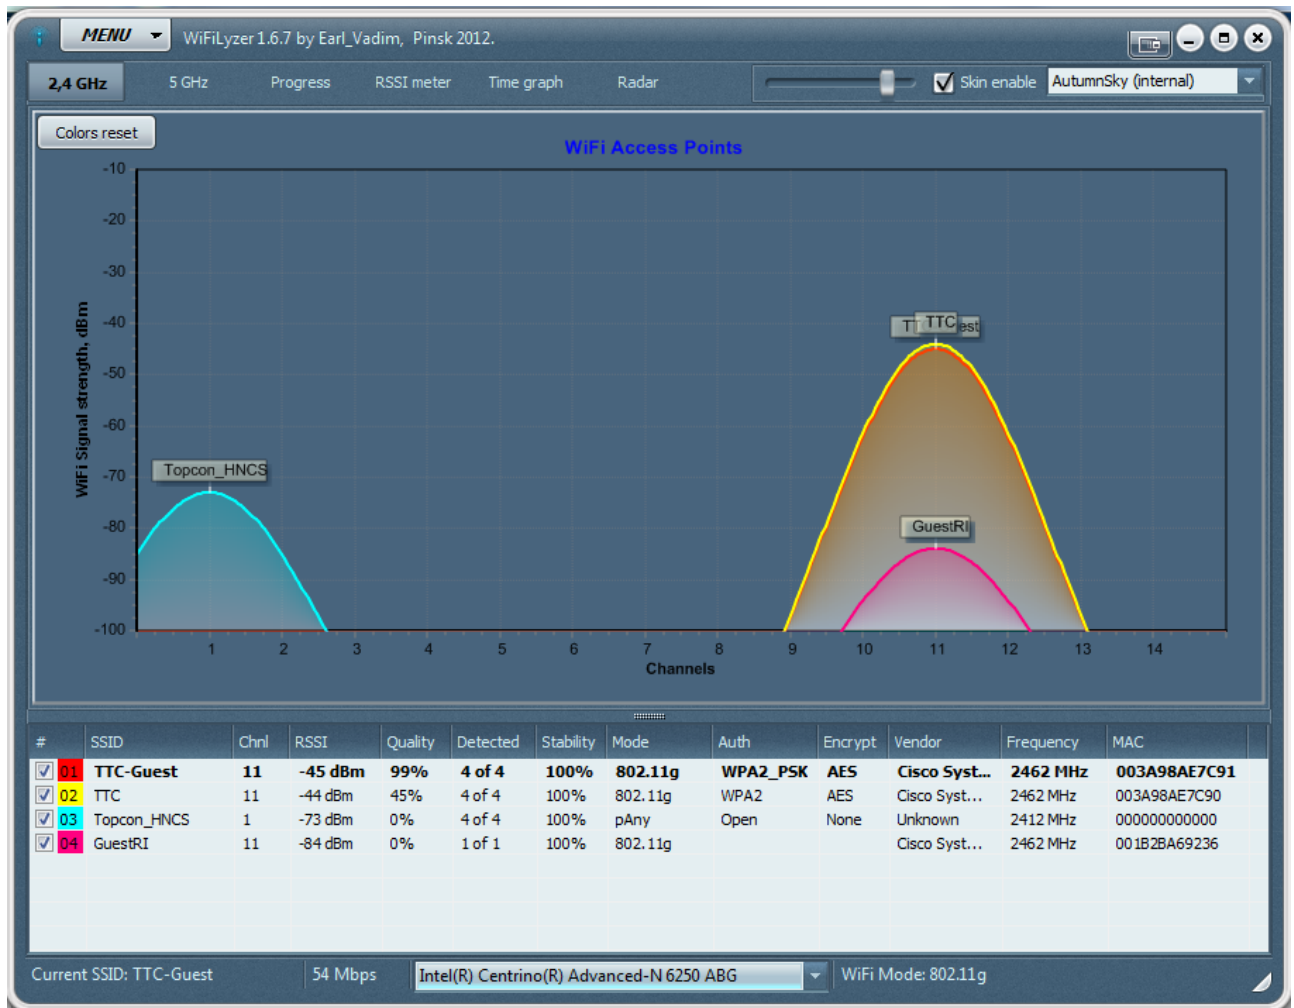 MENU
WiFiLyzer 1.6.7 by Earl_Vadim, Pinsk 2012.
2,4 GHz 5 GHz Progress RSSI meter Time graph Radar Skin enable AutumnSky (internal)
Colors reset
WiFi Access Points
-10
-20
-30
-40
-50
-60
-70
-80
-90
-100
WiFi Signal strength, dBm
TTC
est
Topcon_HNCS
GuestRI
1 2 3 4 5 6 7 8 9 10 11 12 13 14
Channels
# SSID Chnl RSSI Quality Detected Stability Mode Auth Encrypt Vendor Frequency MAC
01 TTC-Guest 11 -45 dBm 99% 4 of 4 100% 802.11g WPA2_PSK AES Cisco Syst... 2462 MHz 003A98AE7C91
02 TTC 11 -44 dBm 45% 4 of 4 100% 802.11g WPA2 AES Cisco Syst... 2462 MHz 003A98AE7C90
03 Topcon_HNCS 1 -73 dBm 0% 4 of 4 100% pAny Open None Unknown 2412 MHz 000000000000
04 GuestRI 11 -84 dBm 0% 1 of 1 100% 802.11g Cisco Syst... 2462 MHz 001B2BA69236
Current SSID: TTC-Guest 54 Mbps Intel(R) Centrino(R) Advanced-N 6250 ABG WiFi Mode: 802.11g